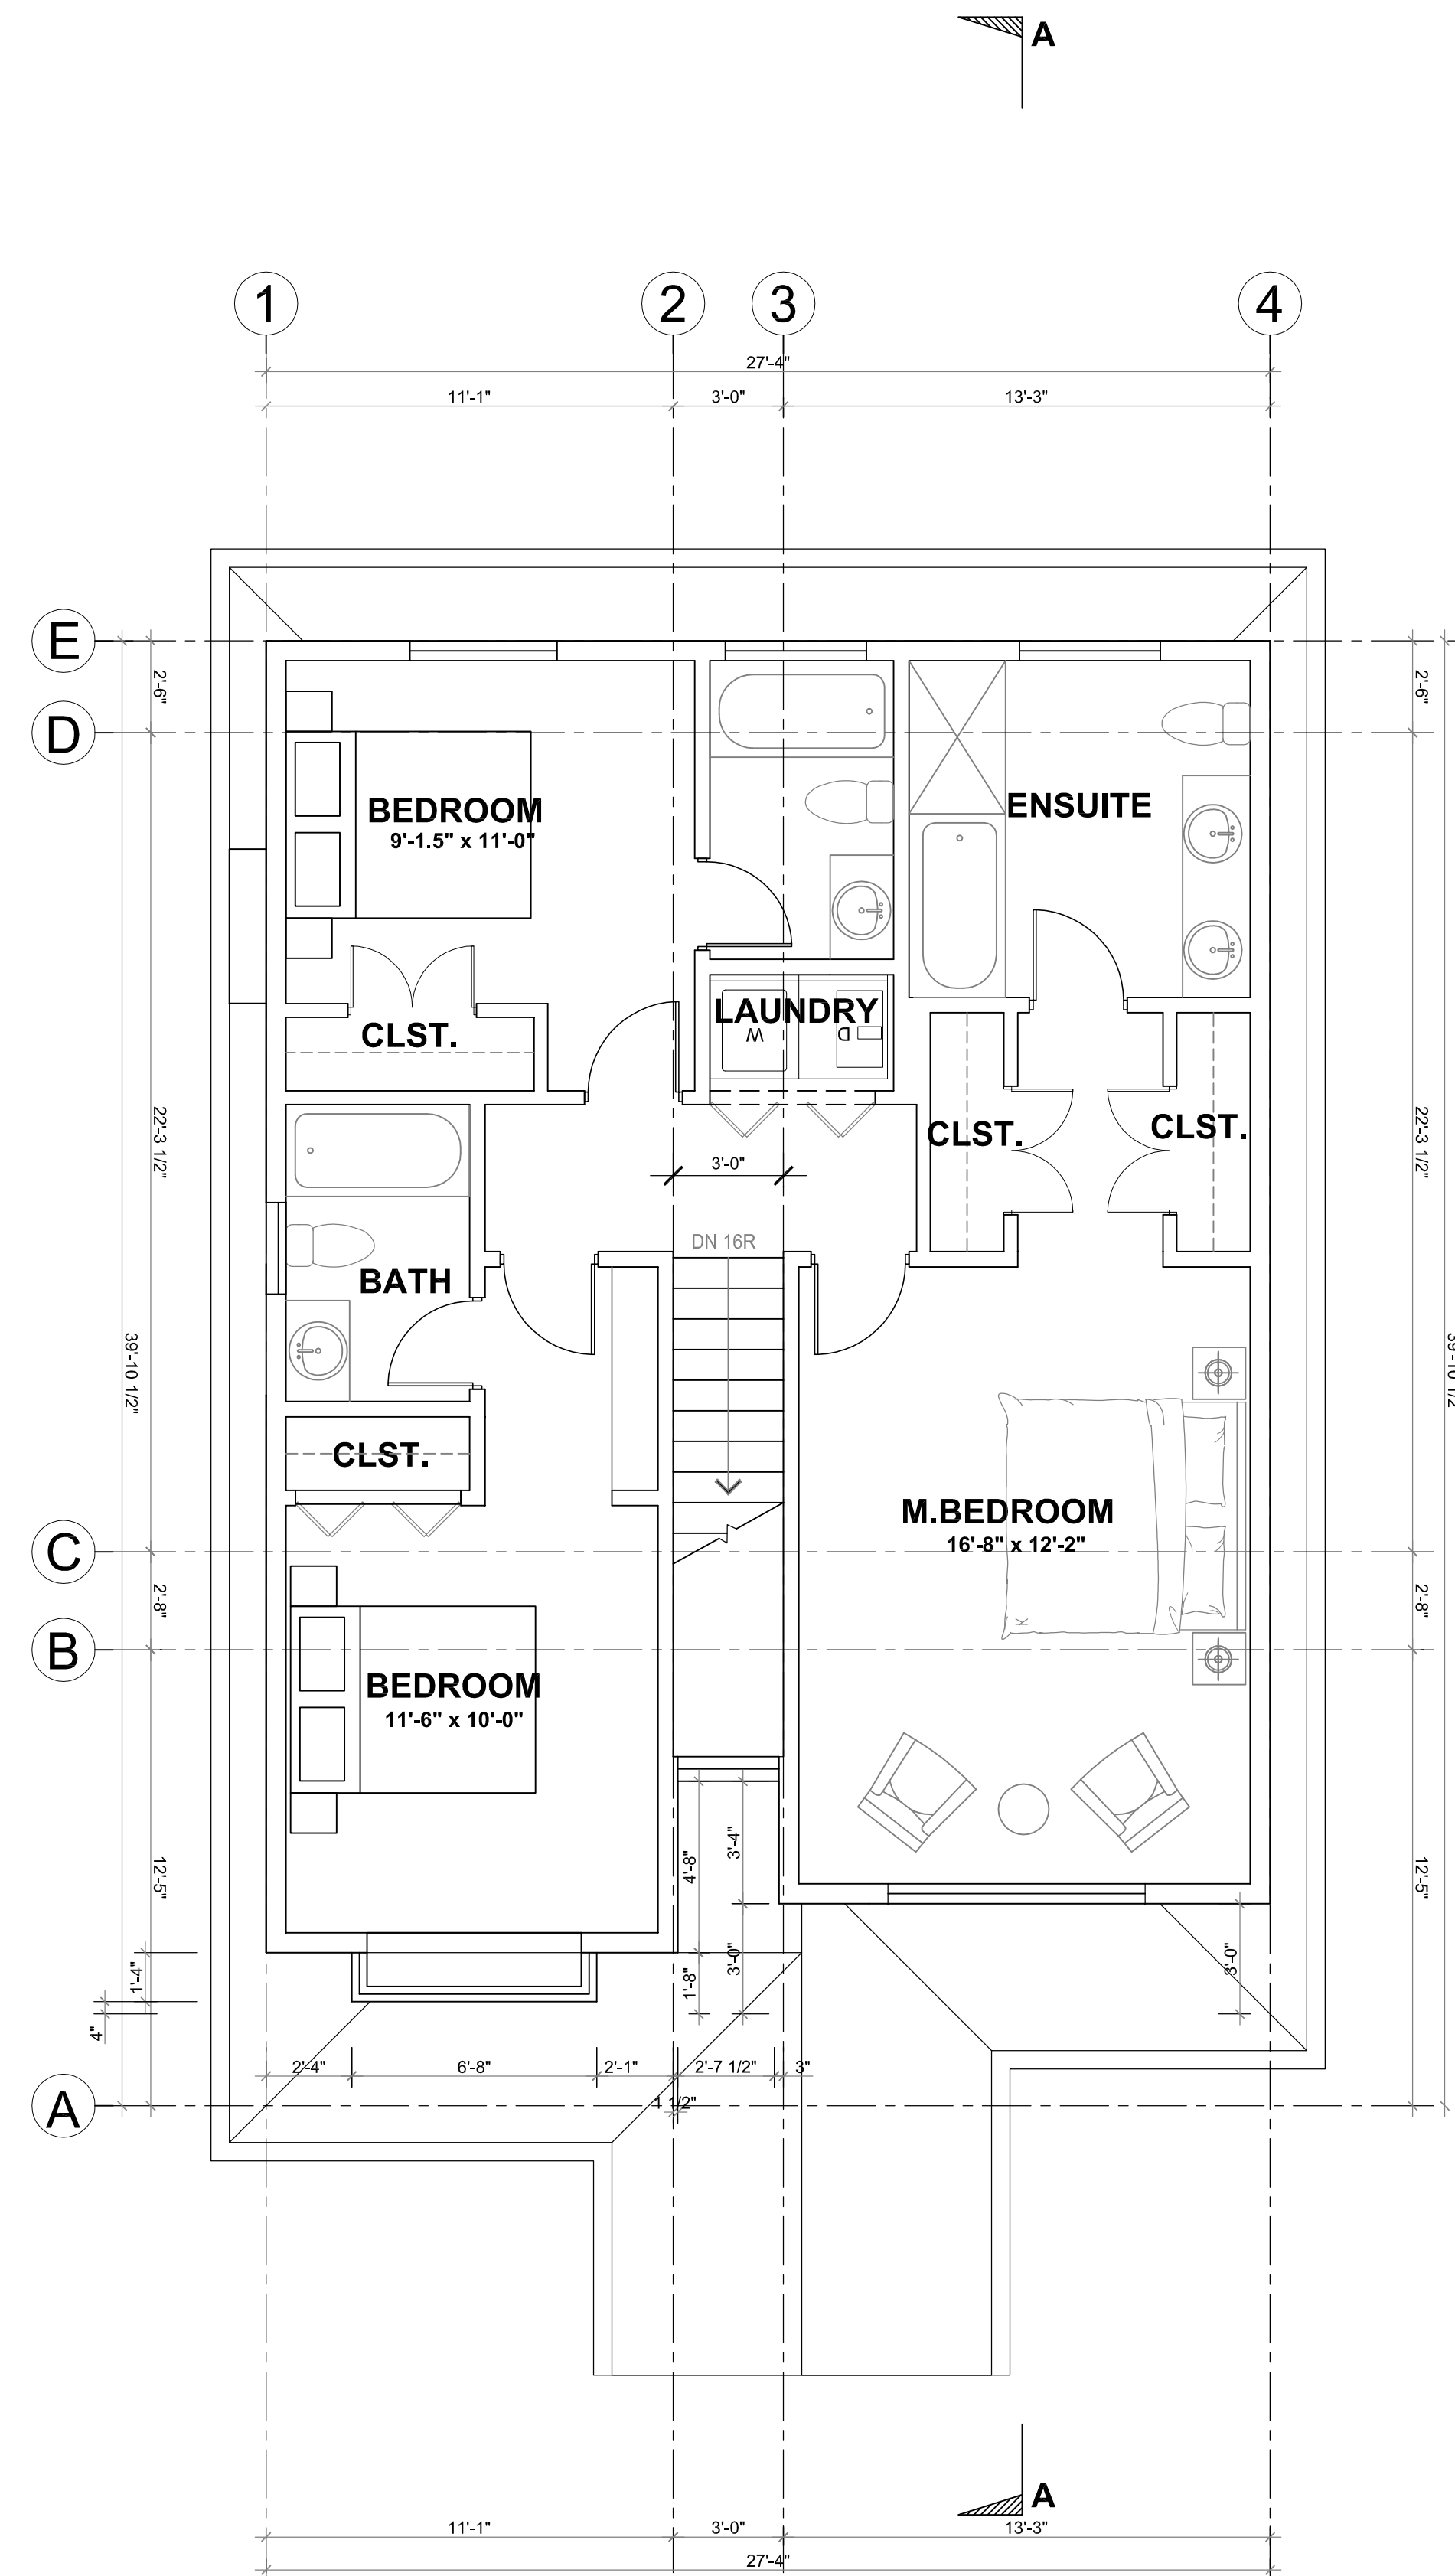 A
1
2
3
4
27'-4"
11'-1"
3'-0"
13'-3"
E
D
2'-6"
2'-6"
BEDROOM
9'-1.5" x 11'-0"
ENSUITE
LAUNDRY
W
D
CLST.
CLST.
CLST.
22'-3 1/2"
22'-3 1/2"
3'-0"
DN 16R
BATH
39'-10 1/2"
39'-10 1/2
CLST.
M.BEDROOM
16'-8" x 12'-2"
C
2'-8"
2'-8"
K
B
BEDROOM
11'-6" x 10'-0"
12'-5"
12'-5"
4'-8"
3'-4"
3'-0"
3'-0"
1'-4"
1'-8"
4"
2'-4"
6'-8"
2'-1"
2'-7 1/2"
3"
1 1/2"
A
A
11'-1"
3'-0"
13'-3"
27'-4"